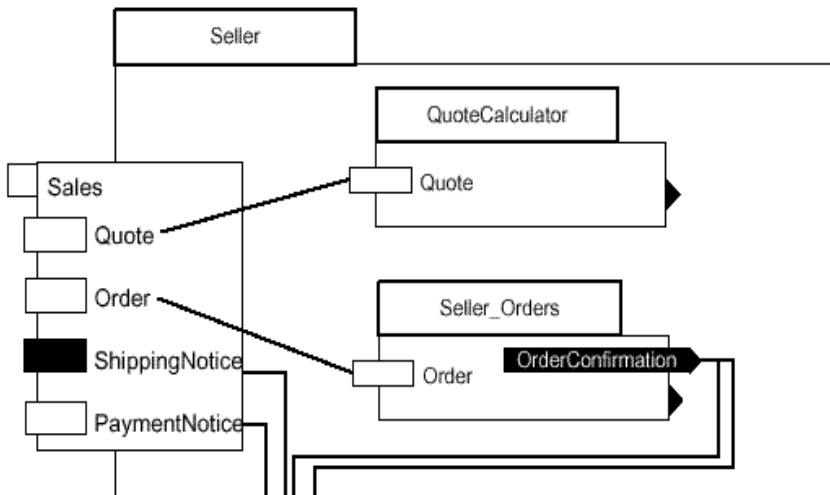 Seller
QuoteCalculator
Quote
Sales
Quote
Order
ShippingNotice
PaymentNotice
Seller_Orders
OrderConfirmation
Order